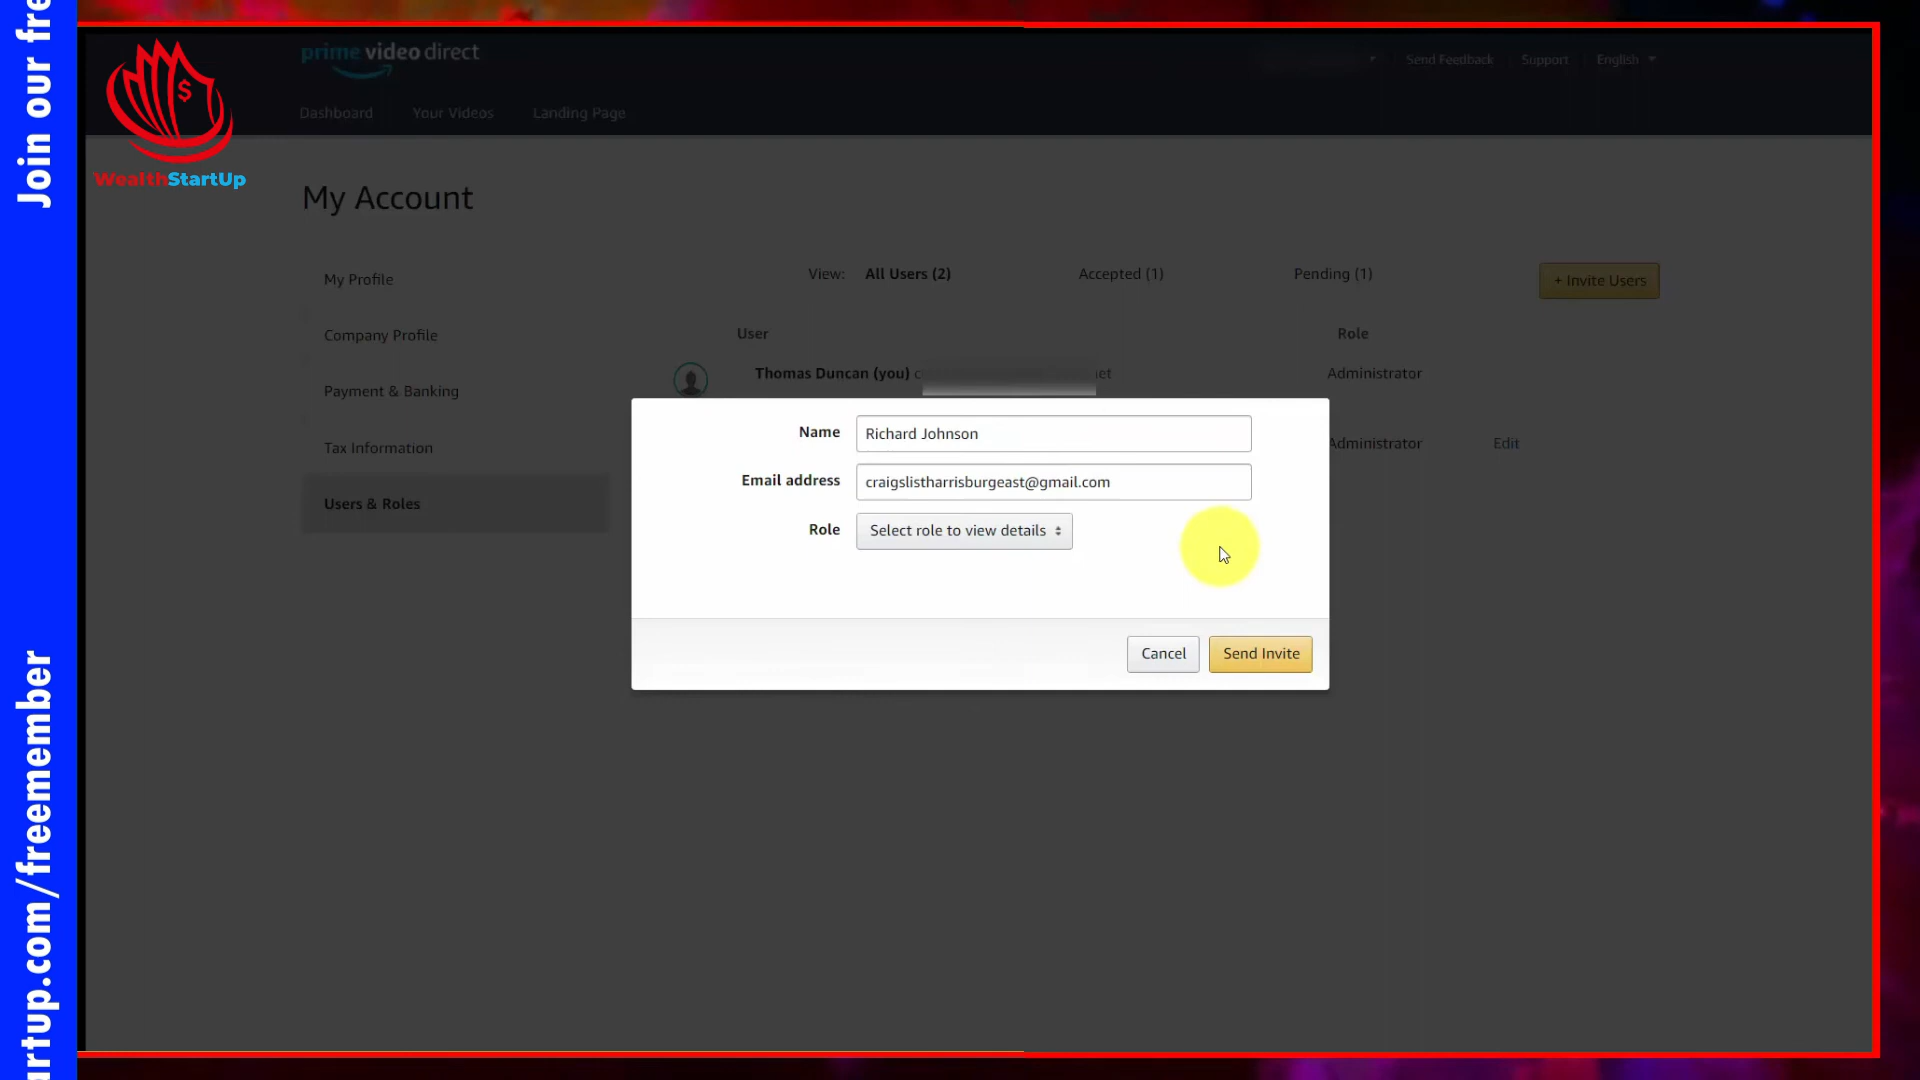 Join our fre
artup.com/freemember
WealthStartUp
prime video direct
Send Feedback
Support
English
Dashboard
Your Videos
Landing Page
My Account
My Profile
Company Profile
Payment & Banking
Tax Information
Users & Roles
View:
All Users (2)
Accepted (1)
Pending (1)
+ Invite Users
User
Role
Thomas Duncan (you)
Administrator
Administrator
Edit
Name
Richard Johnson
Email address
craigslistharrisburgeast@gmail.com
Role
Select role to view details
Cancel
Send Invite